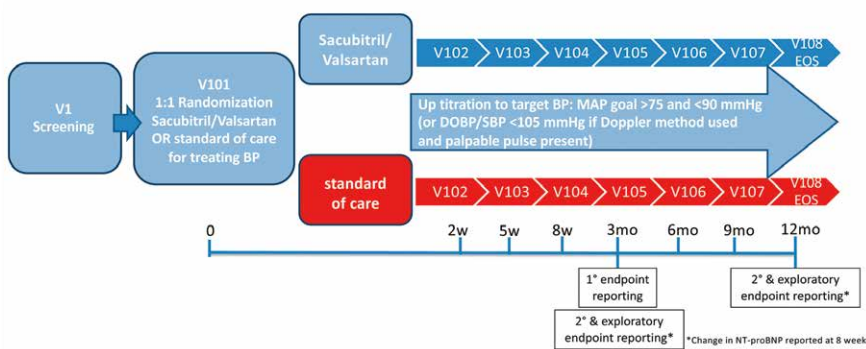 V1
Screening
V101
1:1 Randomization
Sacubitril/Valsartan
OR standard of care
for treating BP
Sacubitril/
Valsartan
V102
V103
V104
V105
V106
V107
V108
EOS
Up titration to target BP: MAP goal >75 and <90 mmHg
(or DOBP/SBP <105 mmHg if Doppler method used
and palpable pulse present)
standard
of care
V102
V103
V104
V105
V106
V107
V108
EOS
0
2w
5w
8w
3mo
6mo
9mo
12mo
1° endpoint
reporting
2° & exploratory
endpoint reporting*
2° & exploratory
endpoint reporting*
*Change in NT-proBNP reported at 8 week